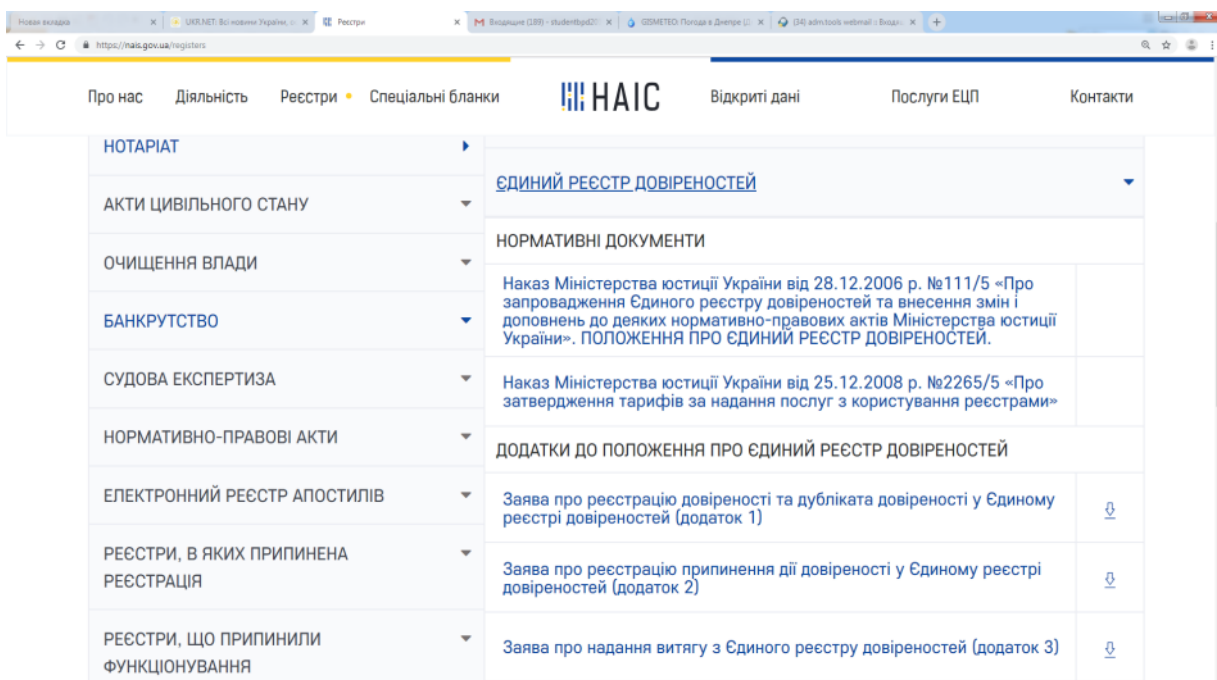 Новая вкладка
UKR.NET: Всі новини України,
Реєстри
Входящие (189) - studentbpd20
GISMETEO: Погода в Днепре
(34) adm.tools webmail :: Вход
https://nais.gov.ua/registers
Про нас Діяльність Реєстри Спеціальні бланки НАІС Відкриті дані Послуги ЕЦП Контакти
НОТАРІАТ
АКТИ ЦИВІЛЬНОГО СТАНУ
ОЧИЩЕННЯ ВЛАДИ
БАНКРУТСТВО
СУДОВА ЕКСПЕРТИЗА
НОРМАТИВНО-ПРАВОВІ АКТИ
ЕЛЕКТРОННИЙ РЕЄСТР АПОСТИЛІВ
РЕЄСТРИ, В ЯКИХ ПРИПИНЕНА
РЕЄСТРАЦІЯ
РЕЄСТРИ, ЩО ПРИПИНИЛИ
ФУНКЦІОНУВАННЯ
ЄДИНИЙ РЕЄСТР ДОВІРЕНОСТЕЙ
НОРМАТИВНІ ДОКУМЕНТИ
Наказ Міністерства юстиції України від 28.12.2006 р. №111/5 «Про
запровадження Єдиного реєстру довіреностей та внесення змін і
доповнень до деяких нормативно-правових актів Міністерства юстиції
України». ПОЛОЖЕННЯ ПРО ЄДИНИЙ РЕЄСТР ДОВІРЕНОСТЕЙ.
Наказ Міністерства юстиції України від 25.12.2008 р. №2265/5 «Про
затвердження тарифів за надання послуг з користування реєстрами»
ДОДАТКИ ДО ПОЛОЖЕННЯ ПРО ЄДИНИЙ РЕЄСТР ДОВІРЕНОСТЕЙ
Заява про реєстрацію довіреності та дубліката довіреності у Єдиному
реєстрі довіреностей (додаток 1)
Заява про реєстрацію припинення дії довіреності у Єдиному реєстрі
довіреностей (додаток 2)
Заява про надання витягу з Єдиного реєстру довіреностей (додаток 3)